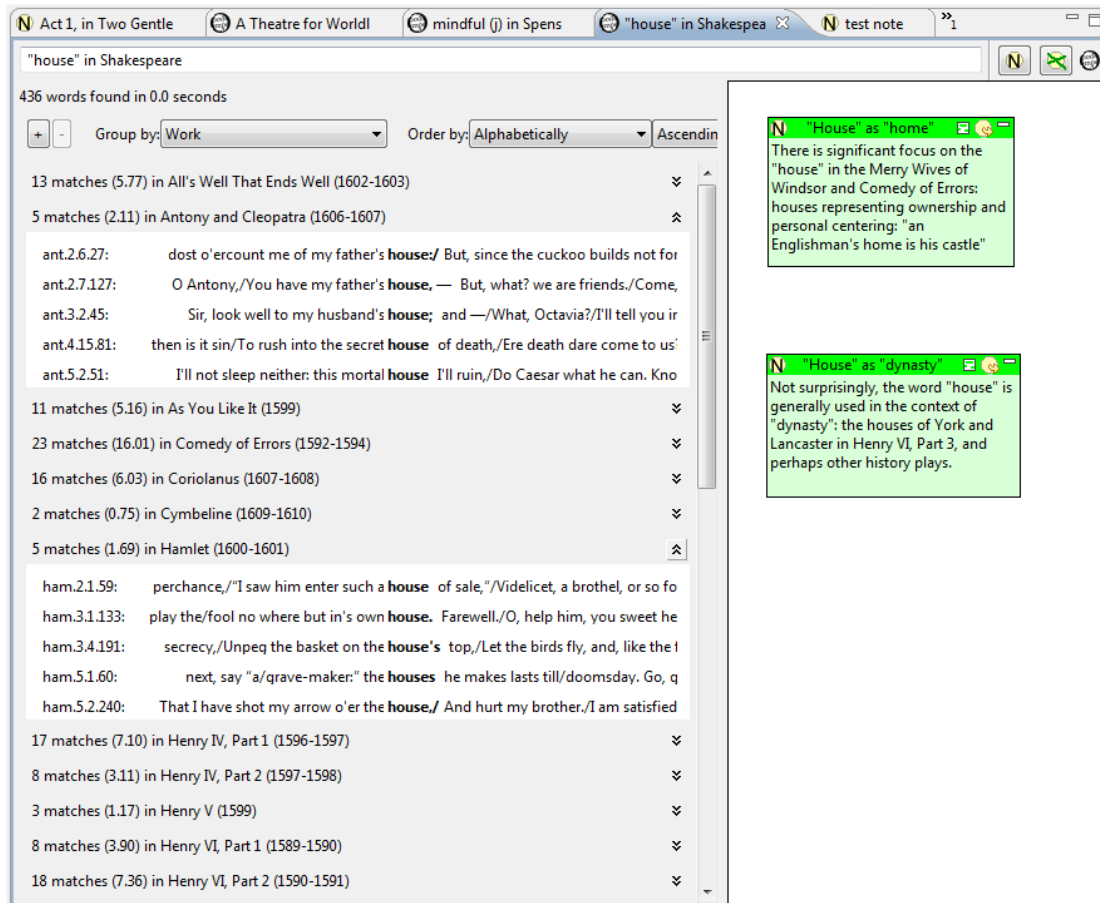 Act 1, in Two Gentle
A Theatre for Worldl
mindful (j) in Spens
"house" in Shakespea
test note
»1
"house" in Shakespeare
N
436 words found in 0.0 seconds
+ - Group by: Work Order by: Alphabetically Ascendin
13 matches (5.77) in All's Well That Ends Well (1602-1603)
5 matches (2.11) in Antony and Cleopatra (1606-1607)
ant.2.6.27: dost o'ercount me of my father's house:/ But, since the cuckoo builds not for
ant.2.7.127: O Antony,/You have my father's house, — But, what? we are friends./Come,
ant.3.2.45: Sir, look well to my husband's house; and —/What, Octavia?/I'll tell you in
ant.4.15.81: then is it sin/To rush into the secret house of death,/Ere death dare come to us?
ant.5.2.51: I'll not sleep neither: this mortal house I'll ruin,/Do Caesar what he can. Kno
11 matches (5.16) in As You Like It (1599)
23 matches (16.01) in Comedy of Errors (1592-1594)
16 matches (6.03) in Coriolanus (1607-1608)
2 matches (0.75) in Cymbeline (1609-1610)
5 matches (1.69) in Hamlet (1600-1601)
ham.2.1.59: perchance,/"I saw him enter such a house of sale,"/Videlicet, a brothel, or so fo
ham.3.1.133: play the/fool no where but in's own house. Farewell./O, help him, you sweet he
ham.3.4.191: secrecy,/Unpeg the basket on the house's top,/Let the birds fly, and, like the f
ham.5.1.60: next, say "a/grave-maker:" the houses he makes lasts till/doomsday. Go, g
ham.5.2.240: That I have shot my arrow o'er the house,/ And hurt my brother./I am satisfied
17 matches (7.10) in Henry IV, Part 1 (1596-1597)
8 matches (3.11) in Henry IV, Part 2 (1597-1598)
3 matches (1.17) in Henry V (1599)
8 matches (3.90) in Henry VI, Part 1 (1589-1590)
18 matches (7.36) in Henry VI, Part 2 (1590-1591)
N "House" as "home"
There is significant focus on the
"house" in the Merry Wives of
Windsor and Comedy of Errors:
houses representing ownership and
personal centering: "an
Englishman's home is his castle"
N "House" as "dynasty"
Not surprisingly, the word "house" is
generally used in the context of
"dynasty": the houses of York and
Lancaster in Henry VI, Part 3, and
perhaps other history plays.